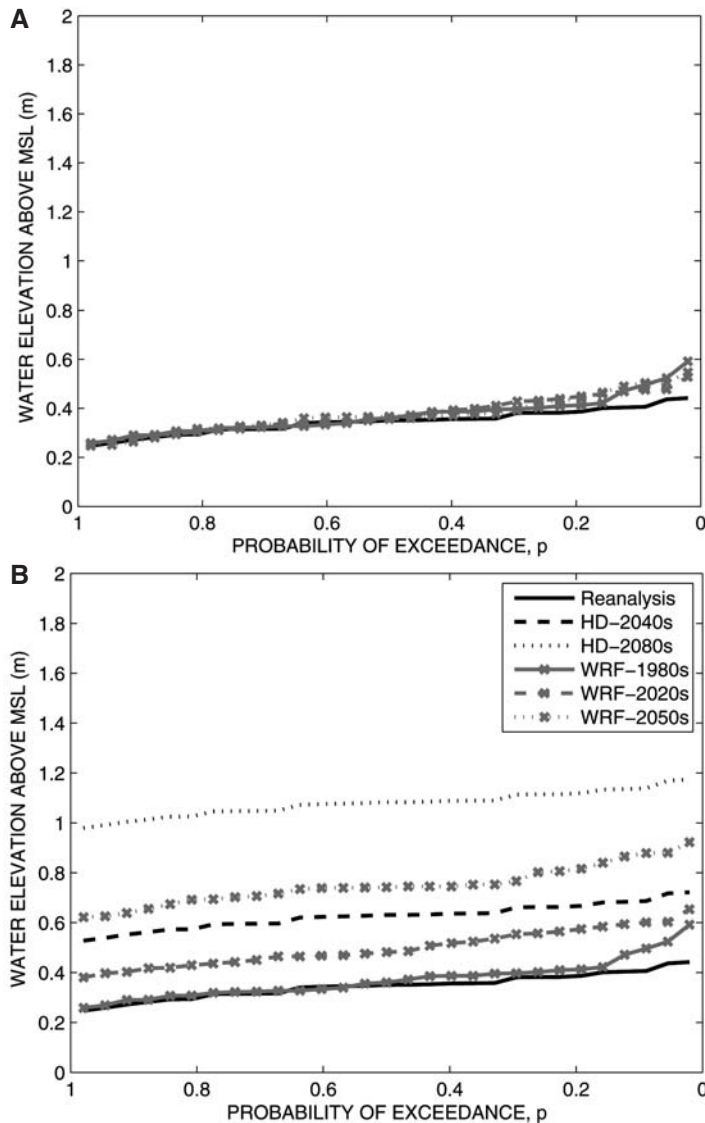 A
WATER ELEVATION ABOVE MSL (m)
2
1.8
1.6
1.4
1.2
1
0.8
0.6
0.4
0.2
0
1 0.8 0.6 0.4 0.2 0
PROBABILITY OF EXCEEDANCE, p
B
WATER ELEVATION ABOVE MSL (m)
2
1.8
1.6
1.4
1.2
1
0.8
0.6
0.4
0.2
0
Reanalysis
HD−2040s
HD−2080s
WRF−1980s
WRF−2020s
WRF−2050s
1 0.8 0.6 0.4 0.2 0
PROBABILITY OF EXCEEDANCE, p